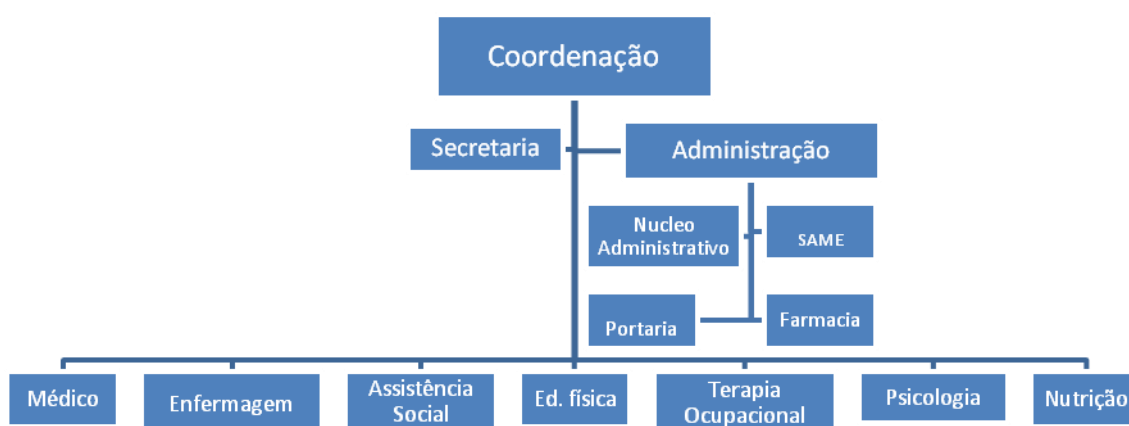 Coordenação
Secretaria
Administração
Nucleo
Administrativo
SAME
Portaria
Farmacia
Médico
Enfermagem
Assistência
Social
Ed. física
Terapia
Ocupacional
Psicologia
Nutrição